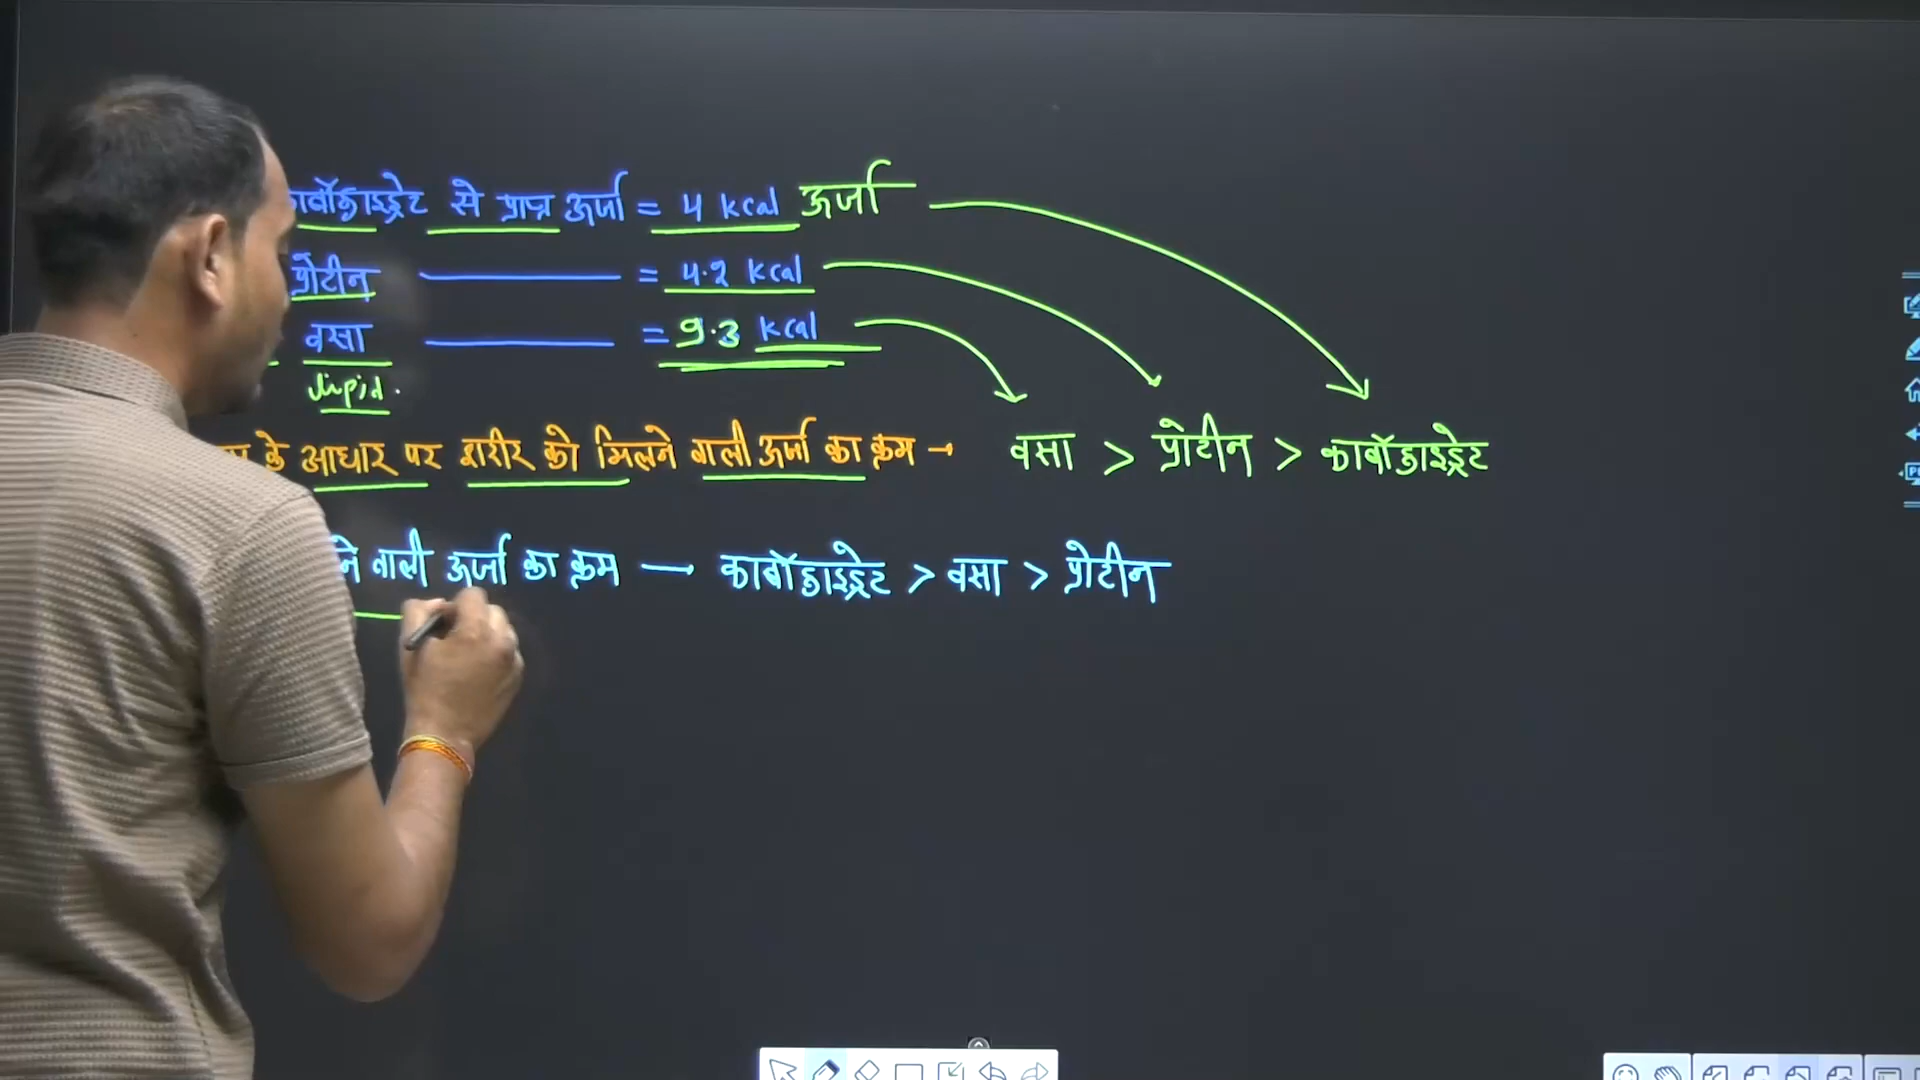 कार्बोहाइड्रेट से प्राप्त ऊर्जा = 4 kcal ऊर्जा
प्रोटीन = 4.2 kcal
वसा = 9.3 kcal
lipid.
के आधार पर शरीर को मिलने वाली ऊर्जा का क्रम → वसा > प्रोटीन > कार्बोहाइड्रेट
वाली ऊर्जा का क्रम — कार्बोहाइड्रेट > वसा > प्रोटीन